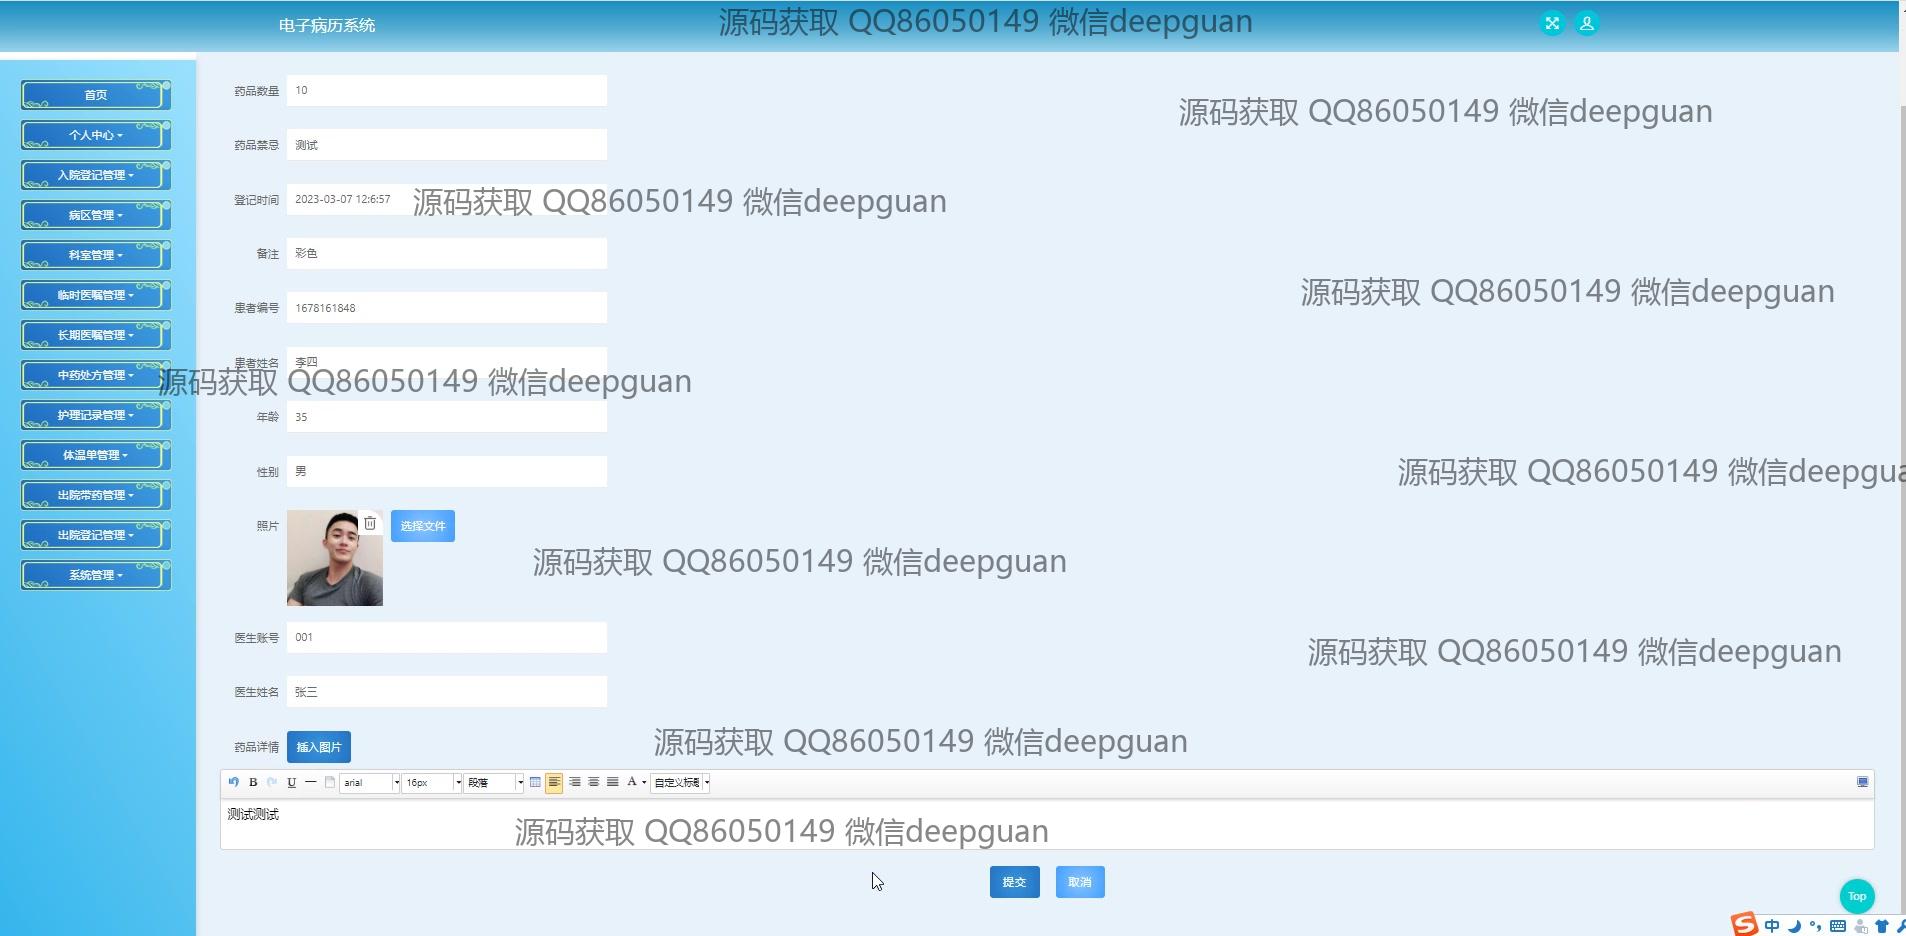 电子病历系统
源码获取 QQ86050149 微信deepguan
首页
个人中心
入院登记管理
病区管理
科室管理
临时医嘱管理
长期医嘱管理
中药处方管理
护理记录管理
体温单管理
出院带药管理
出院登记管理
系统管理
药品数量 10
源码获取 QQ86050149 微信deepguan
药品禁忌 测试
登记时间 2023-03-07 12:6:57
源码获取 QQ86050149 微信deepguan
备注 彩色
源码获取 QQ86050149 微信deepguan
患者编号 1678161848
患者姓名 李四
源码获取 QQ86050149 微信deepguan
年龄 35
性别 男
源码获取 QQ86050149 微信deepgua
照片 选择文件
源码获取 QQ86050149 微信deepguan
医生账号 001
源码获取 QQ86050149 微信deepguan
医生姓名 张三
药品详情 插入图片
源码获取 QQ86050149 微信deepguan
B U arial 16px 段落 A 自定义标题
测试测试
源码获取 QQ86050149 微信deepguan
提交 取消
Top
S 中